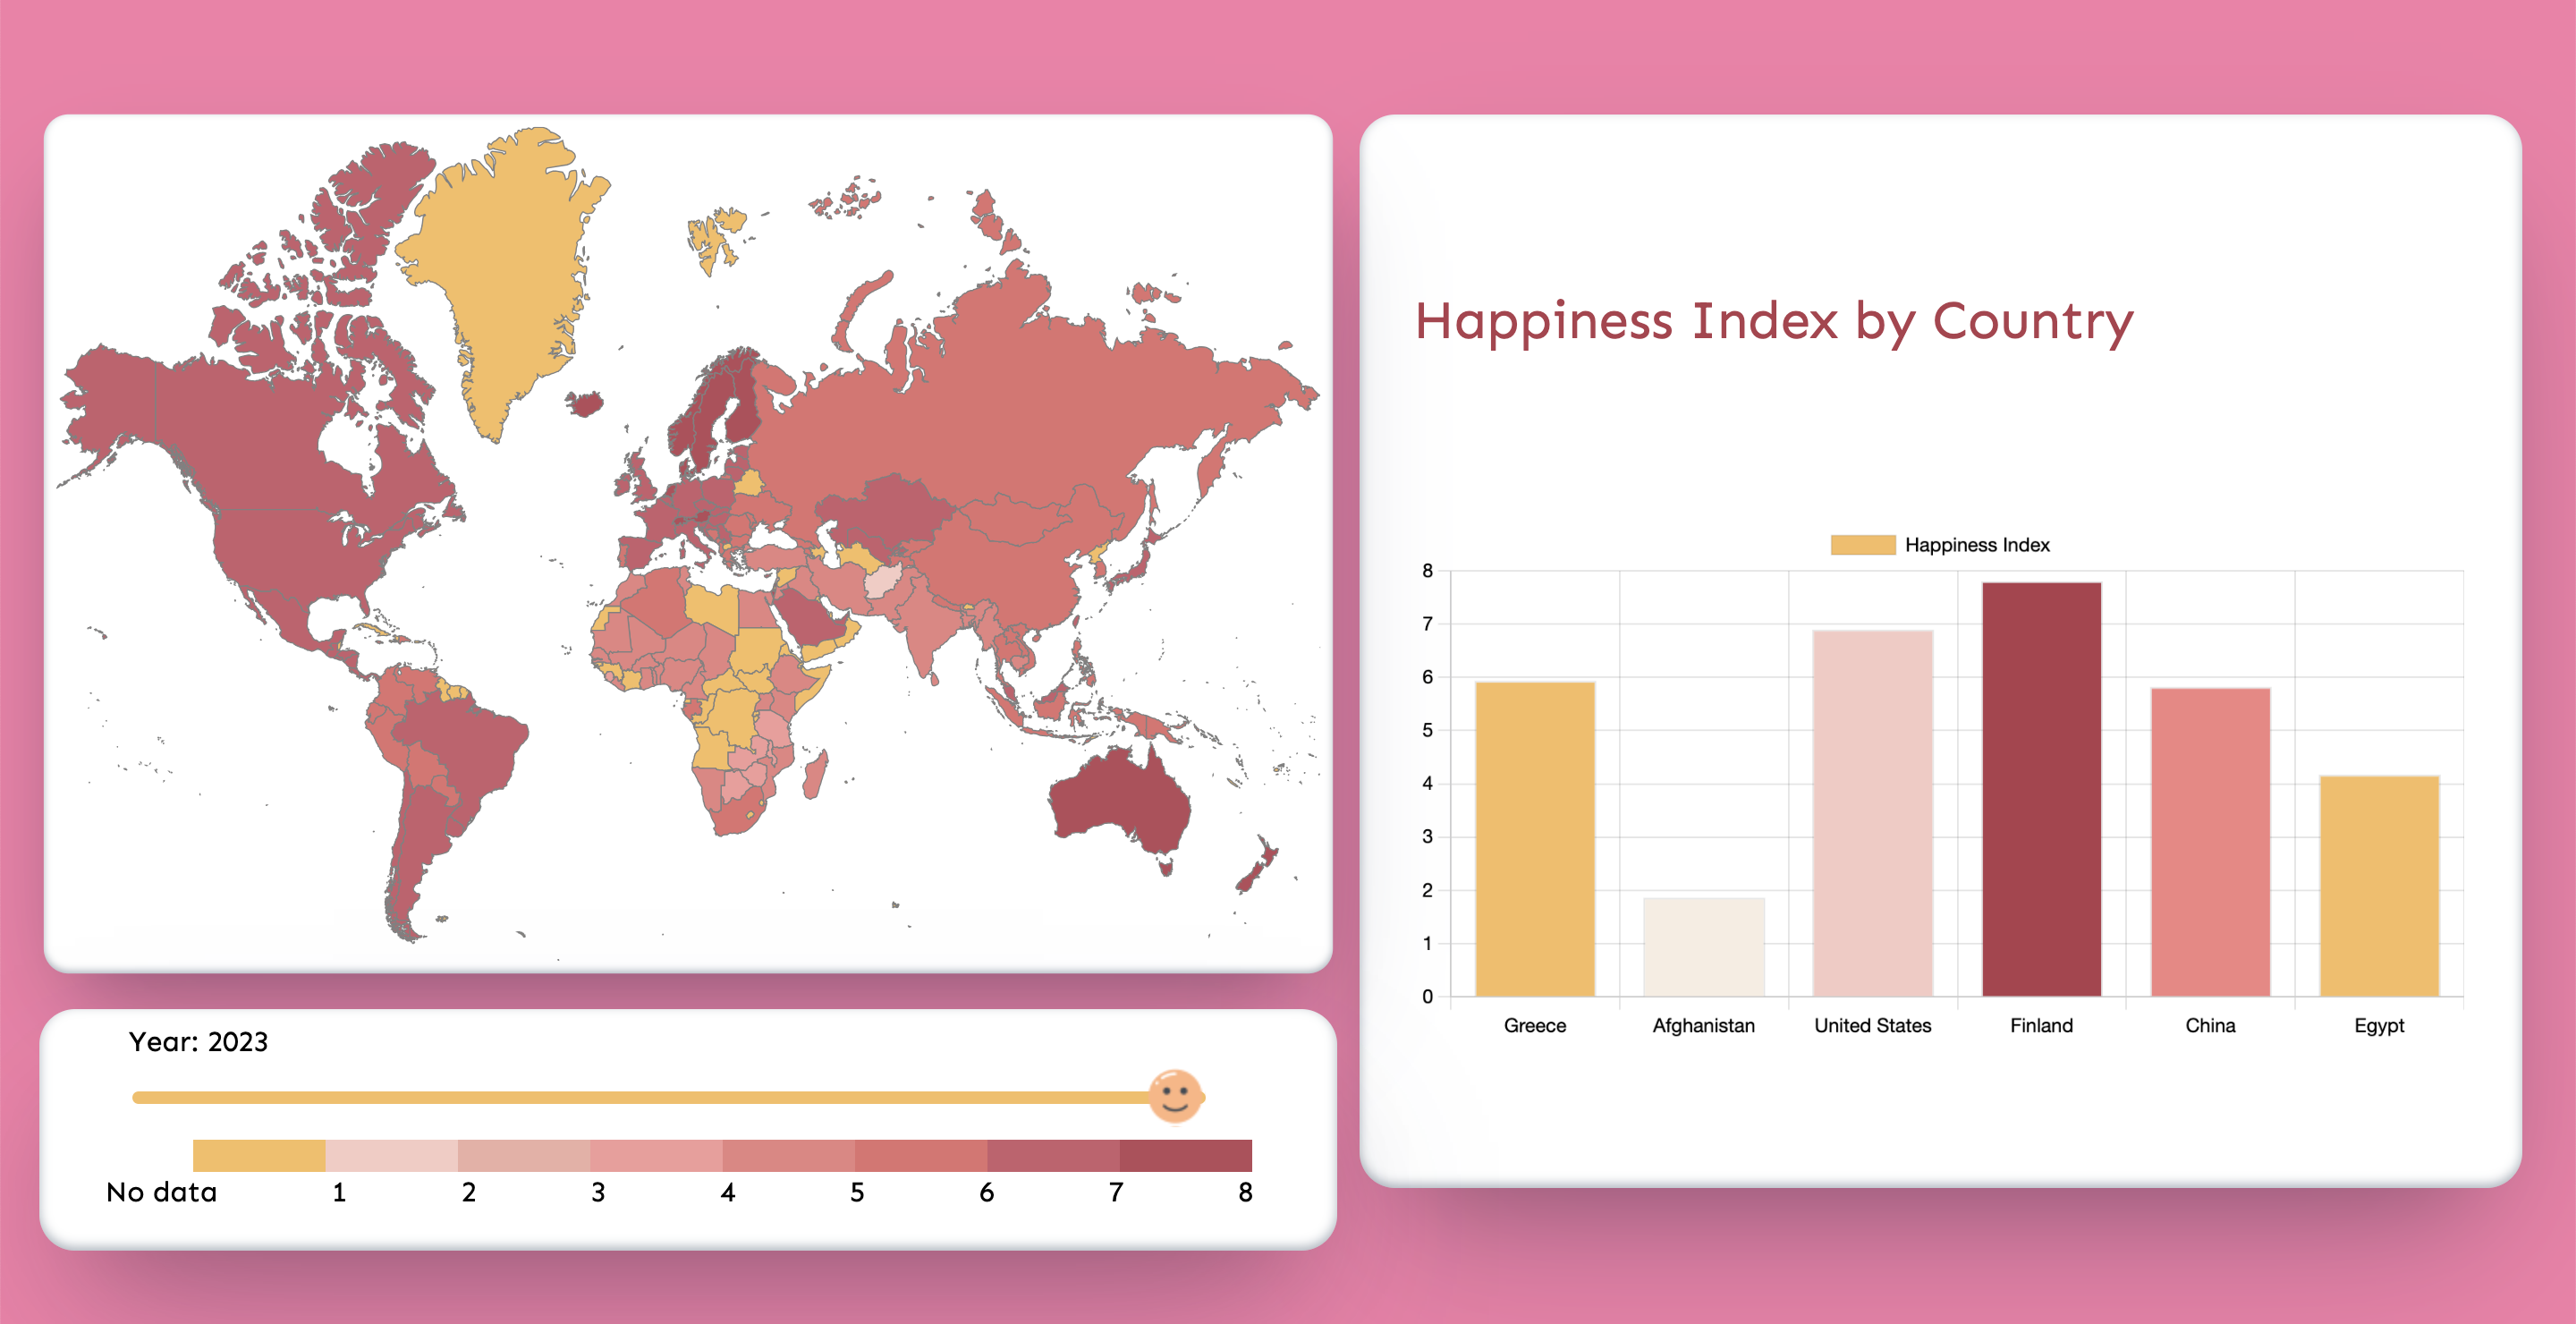 Year: 2023
No data 1 2 3 4 5 6 7 8
Happiness Index by Country
Happiness Index
8
7
6
5
4
3
2
1
0
Greece Afghanistan United States Finland China Egypt